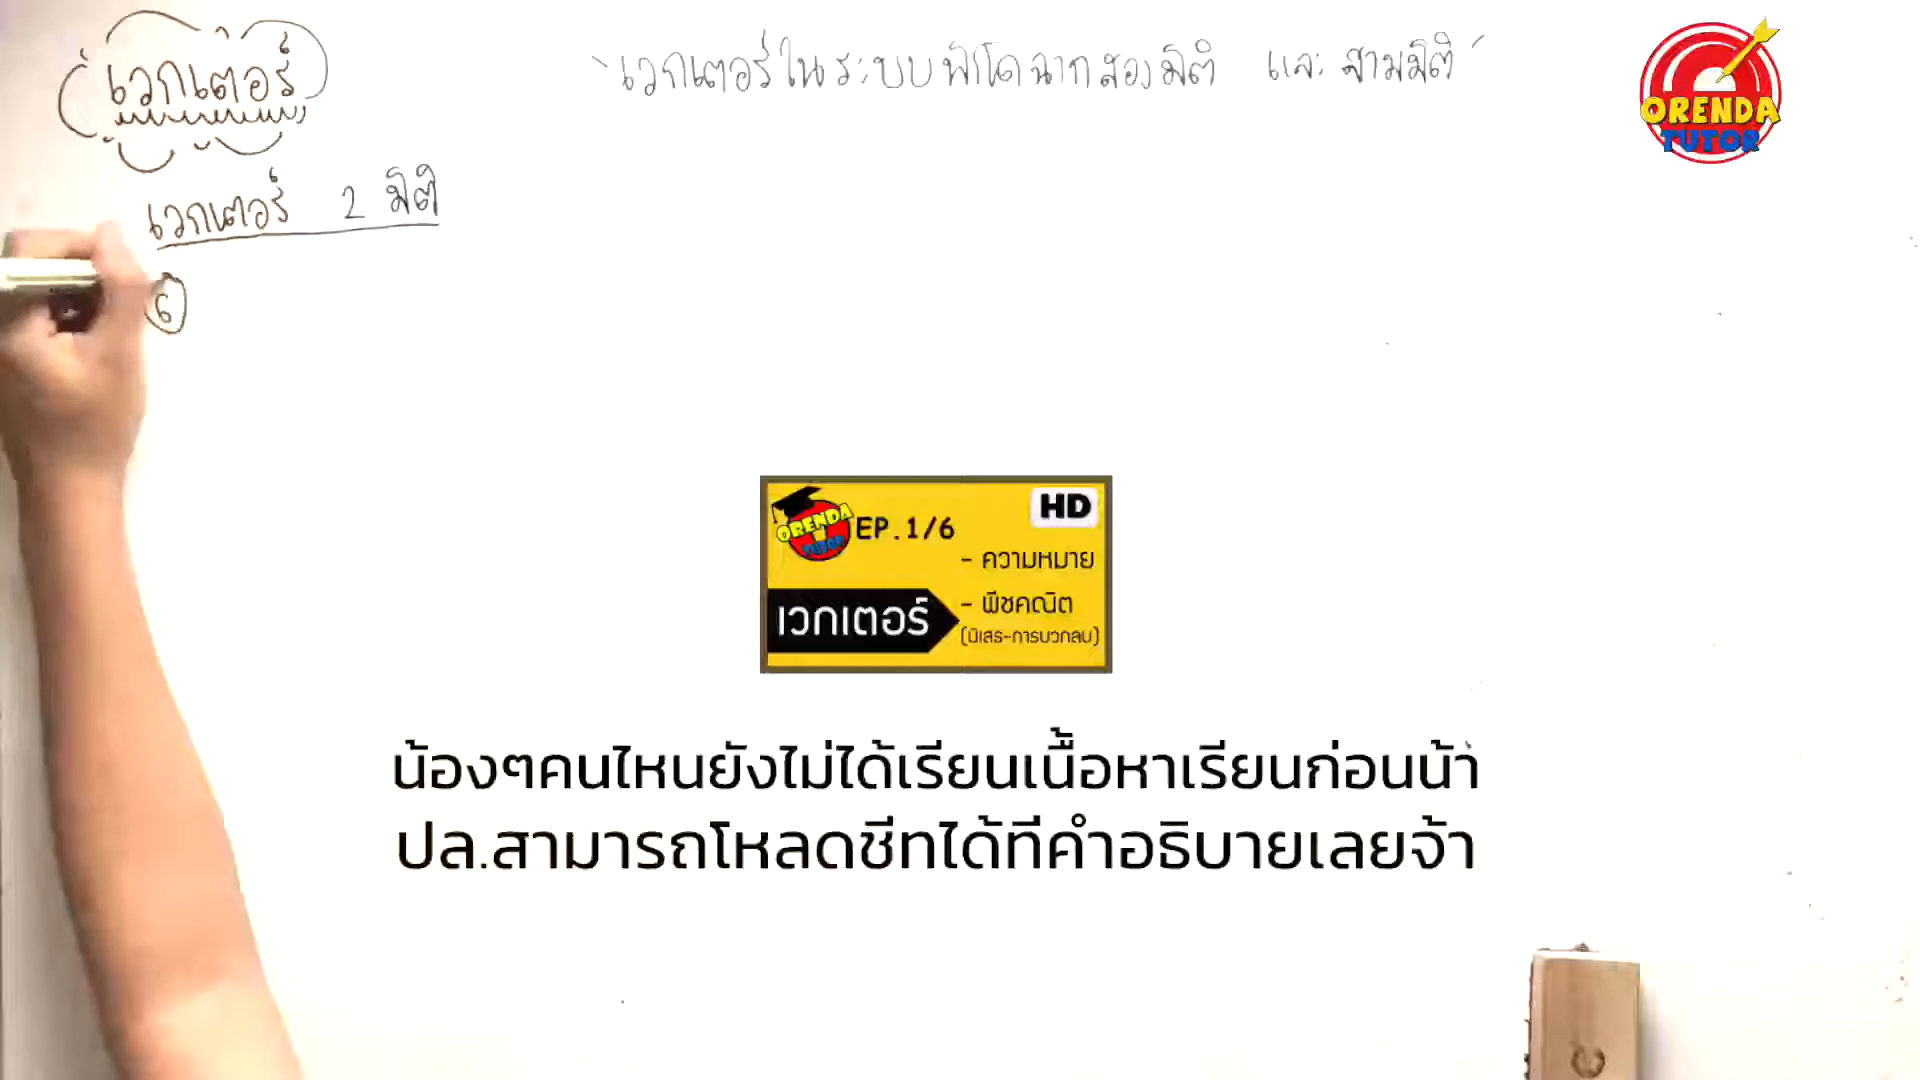 เวกเตอร์
"เวกเตอร์ในระบบพิกัดฉากสองมิติ และ สามมิติ"
ORENDA
TUTOR
เวกเตอร์ 2 มิติ
6
ORENDA
TUTOR
EP.1/6
HD
- ความหมาย
เวกเตอร์
- พีชคณิต
(นิเสธ-การบวกลบ)
น้องๆคนไหนยังไม่ได้เรียนเนื้อหาเรียนก่อนน้า
ปล.สามารถโหลดชีทได้ทีคำอธิบายเลยจ้า